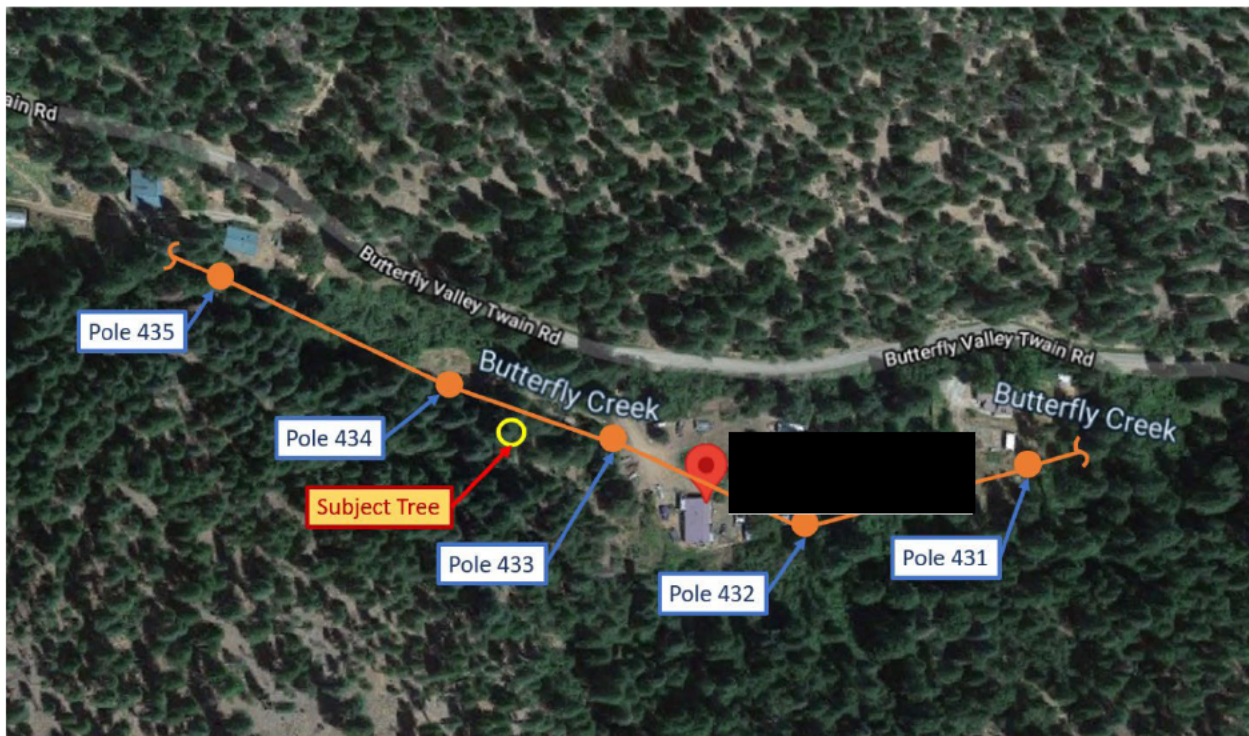 ain Rd
Butterfly Valley Twain Rd
Pole 435
Butterfly Valley Twain Rd
Butterfly Creek
Butterfly Creek
Pole 434
Subject Tree
Pole 433
Pole 431
Pole 432